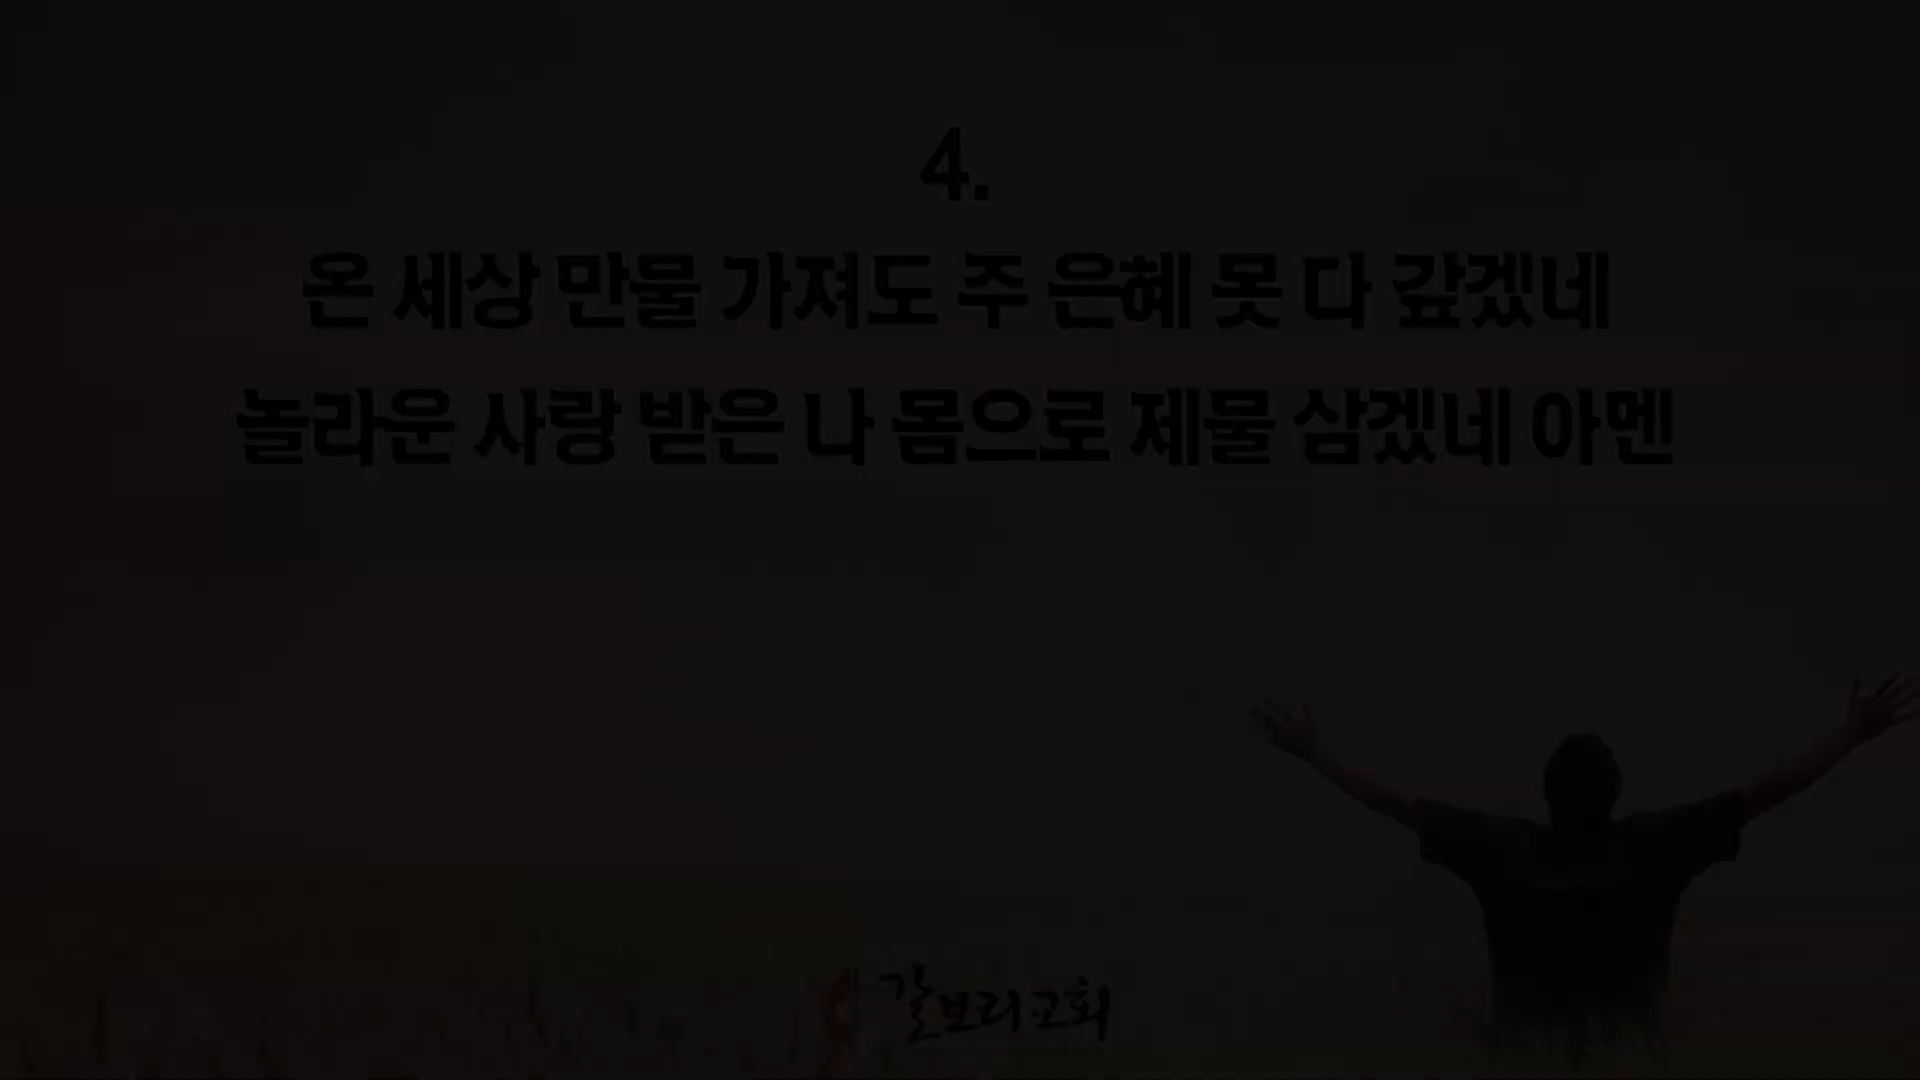 4.
온 세상 만물 가져도 주 은혜 못 다 갚겠네
놀라운 사랑 받은 나 몸으로 제물 삼겠네 아멘
갈보리교회